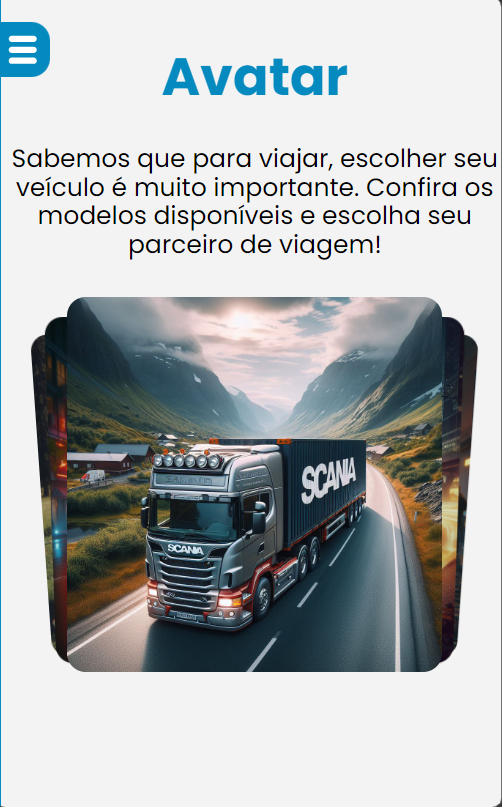 Avatar
Sabemos que para viajar, escolher seu
veículo é muito importante. Confira os
modelos disponíveis e escolha seu
parceiro de viagem!
SCANIA
SCANIA